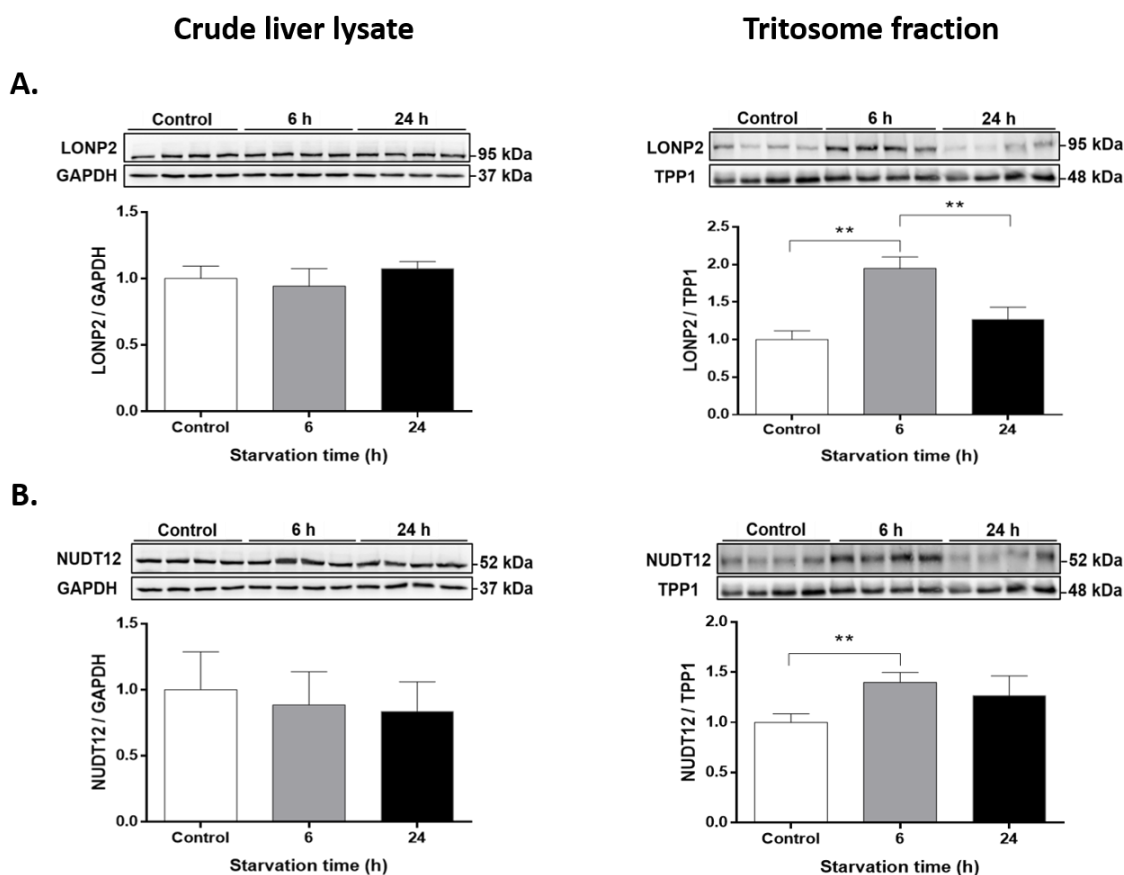 Crude liver lysate
Tritosome fraction
A.
Control 6 h 24 h
LONP2 95 kDa
GAPDH 37 kDa
1.5
1.0
0.5
0.0
LONP2 / GAPDH
Control 6 24
Starvation time (h)
Control 6 h 24 h
LONP2 95 kDa
TPP1 48 kDa
2.5
2.0
1.5
1.0
0.5
0.0
LONP2 / TPP1
** **
Control 6 24
Starvation time (h)
B.
Control 6 h 24 h
NUDT12 52 kDa
GAPDH 37 kDa
1.5
1.0
0.5
0.0
NUDT12 / GAPDH
Control 6 24
Starvation time (h)
Control 6 h 24 h
NUDT12 52 kDa
TPP1 48 kDa
2.0
1.5
1.0
0.5
0.0
NUDT12 / TPP1
**
Control 6 24
Starvation time (h)